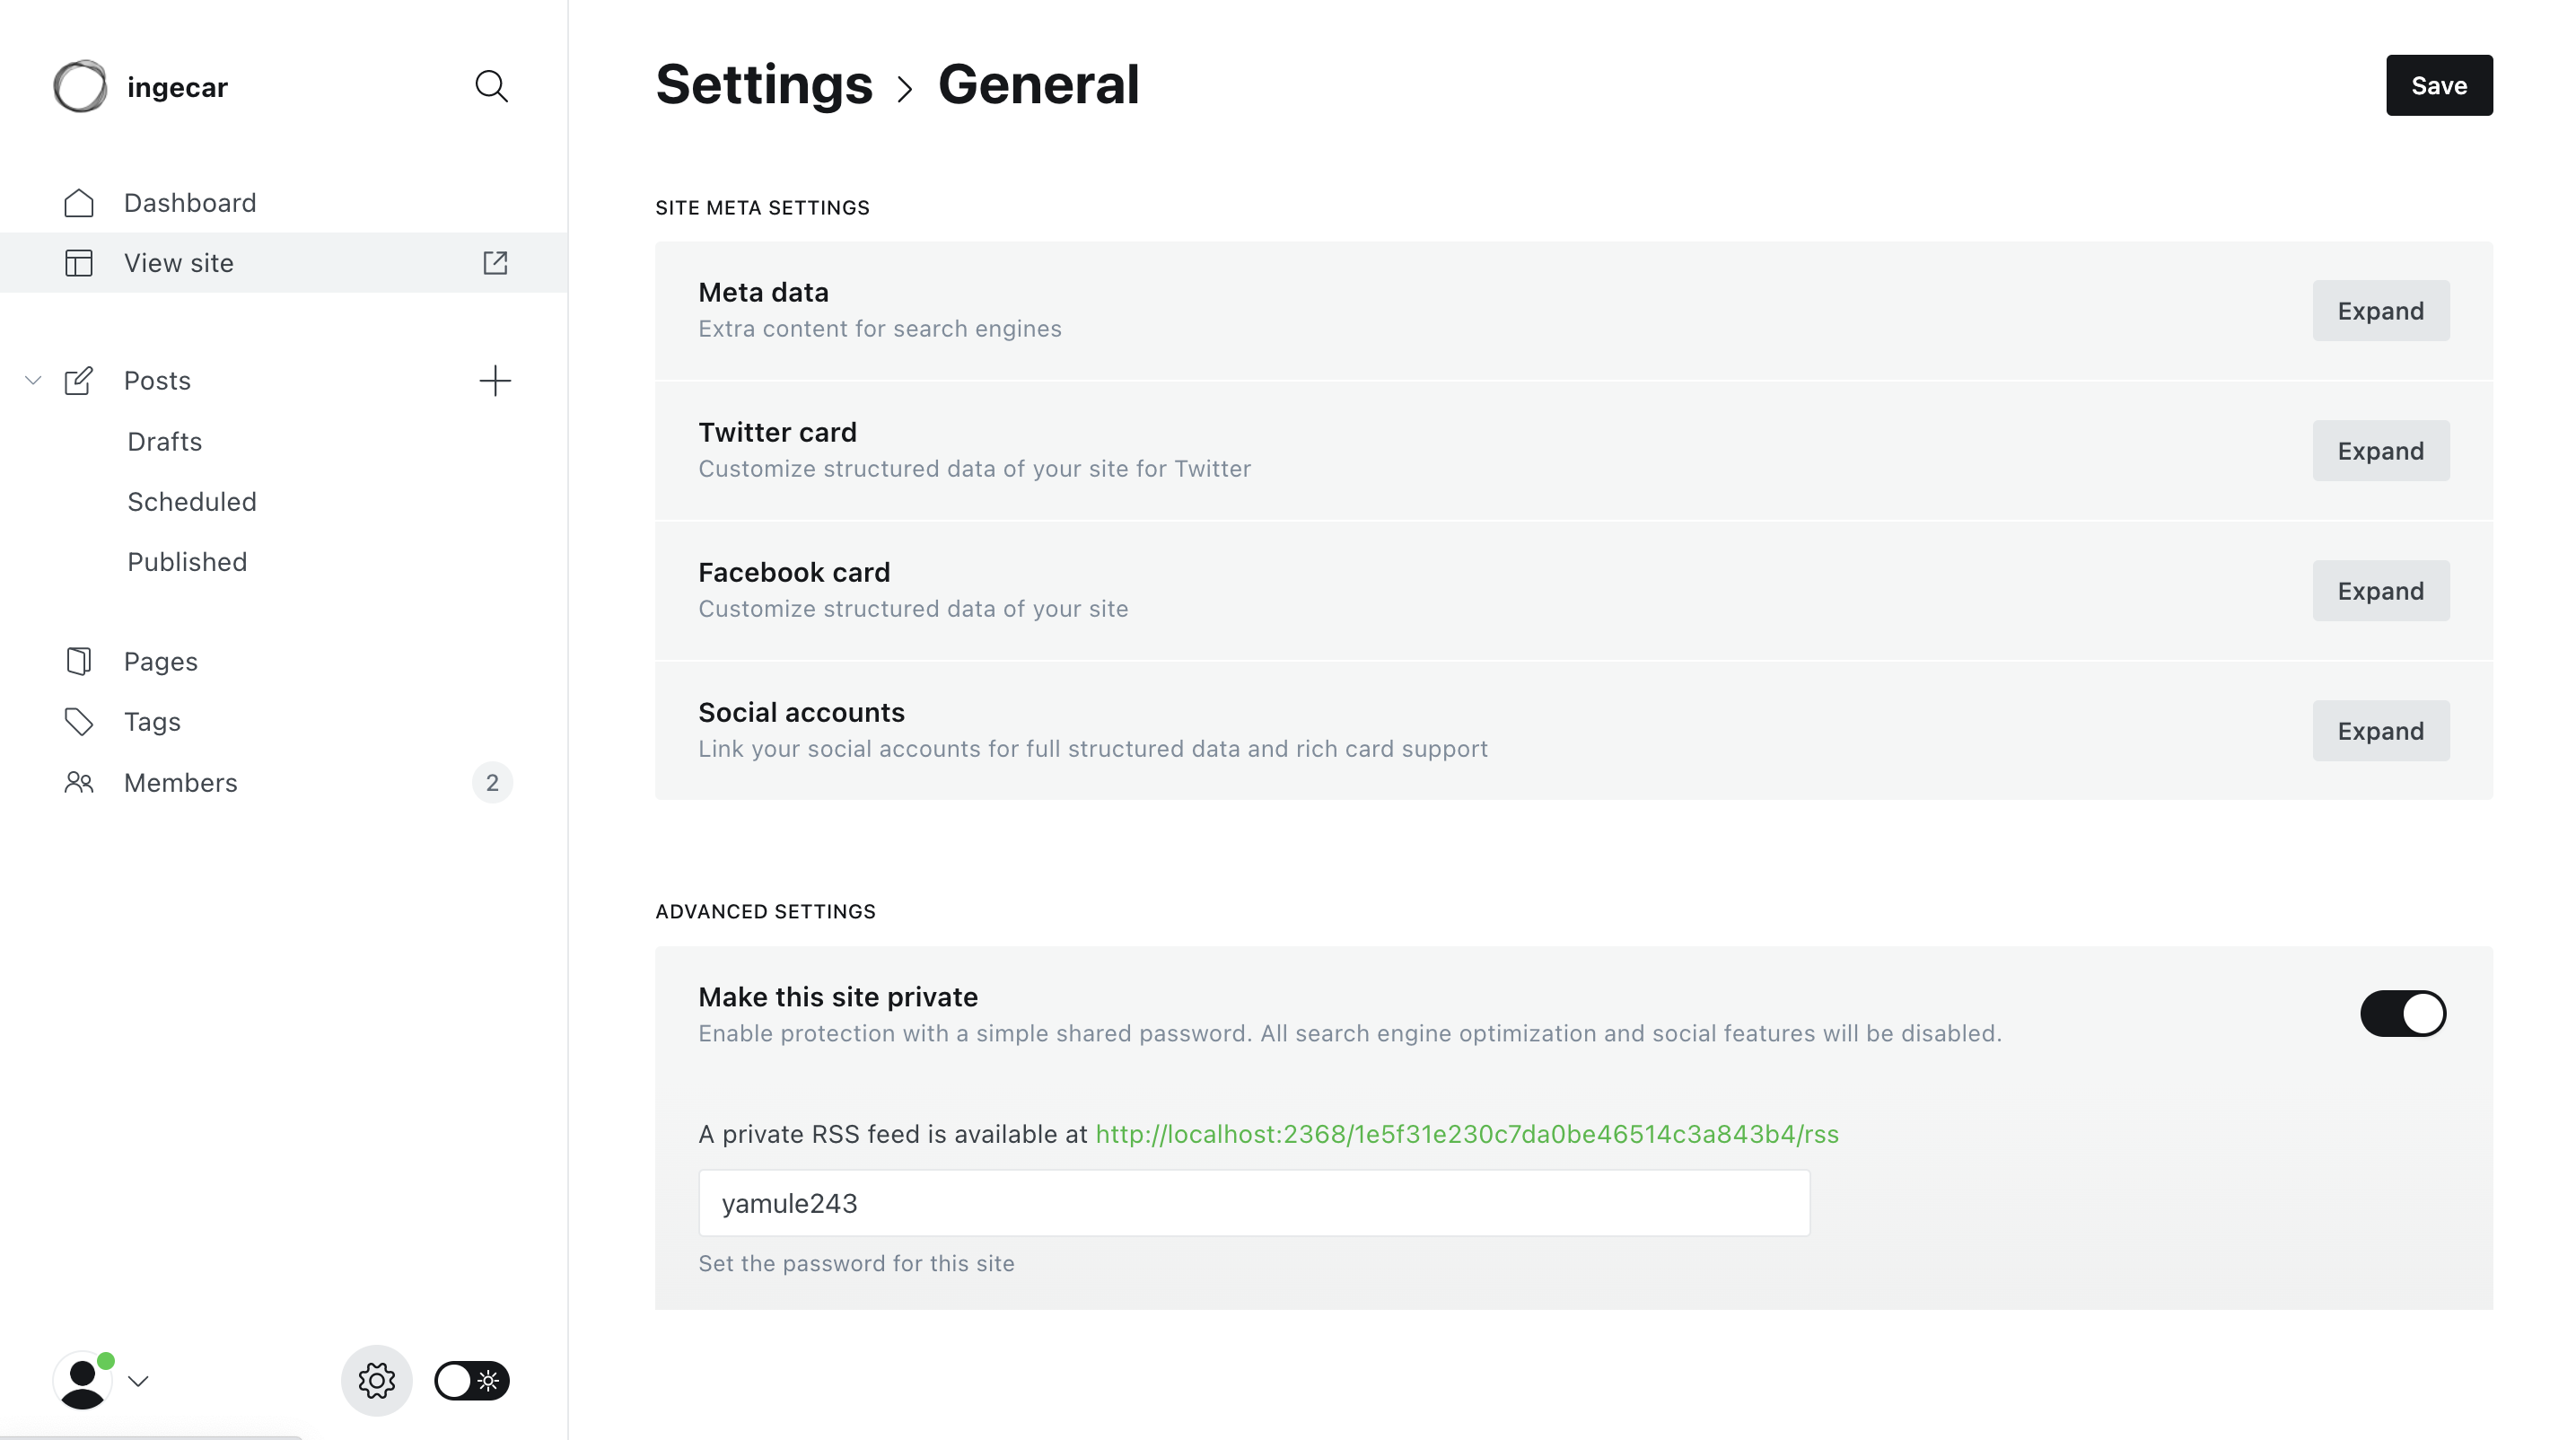 ingecar
Dashboard
View site
Posts
Drafts
Scheduled
Published
Pages
Tags
Members
2
Settings › General
Save
SITE META SETTINGS
Meta data
Extra content for search engines
Expand
Twitter card
Customize structured data of your site for Twitter
Expand
Facebook card
Customize structured data of your site
Expand
Social accounts
Link your social accounts for full structured data and rich card support
Expand
ADVANCED SETTINGS
Make this site private
Enable protection with a simple shared password. All search engine optimization and social features will be disabled.
A private RSS feed is available at http://localhost:2368/1e5f31e230c7da0be46514c3a843b4/rss
yamule243
Set the password for this site